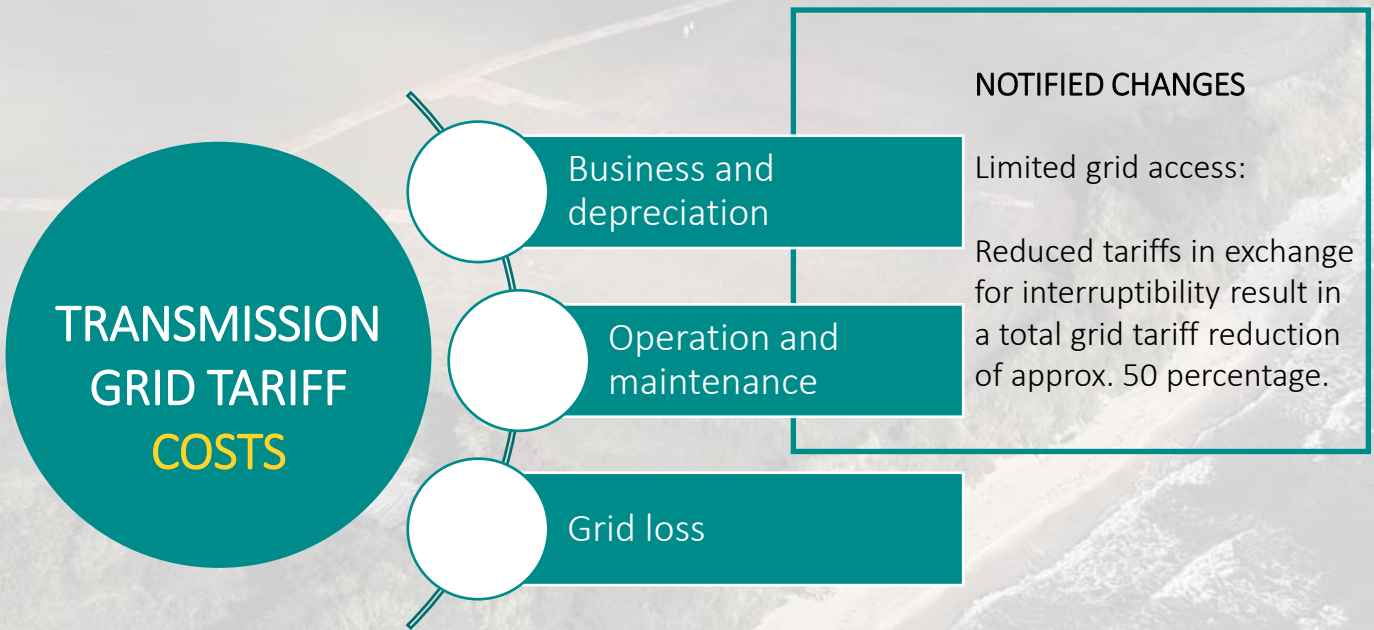 TRANSMISSION
GRID TARIFF
COSTS
Business and
depreciation
Operation and
maintenance
Grid loss
NOTIFIED CHANGES
Limited grid access:
Reduced tariffs in exchange
for interruptibility result in
a total grid tariff reduction
of approx. 50 percentage.